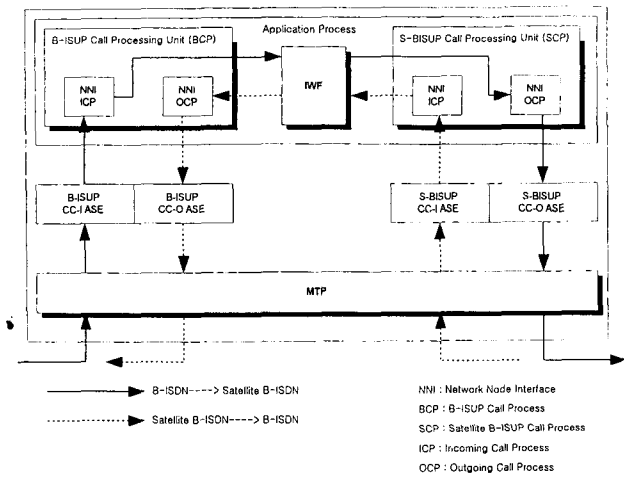 Application Process
B-ISUP Call Processing Unit (BCP)
NNI
ICP
NNI
OCP
IWF
S-BISUP Call Processing Unit (SCP)
NNI
ICP
NNI
OCP
B-ISUP
CC-I ASE
B-ISUP
CC-O ASE
S-BISUP
CC-I ASE
S-BISUP
CC-O ASE
MTP
B-ISDN----> Satellite B-ISDN
Satellite B-ISDN----> B-ISDN
NNI : Network Node Interface
BCP : B-ISUP Call Process
SCP : Satellite B-ISUP Call Process
ICP : Incoming Call Process
OCP : Outgoing Call Process